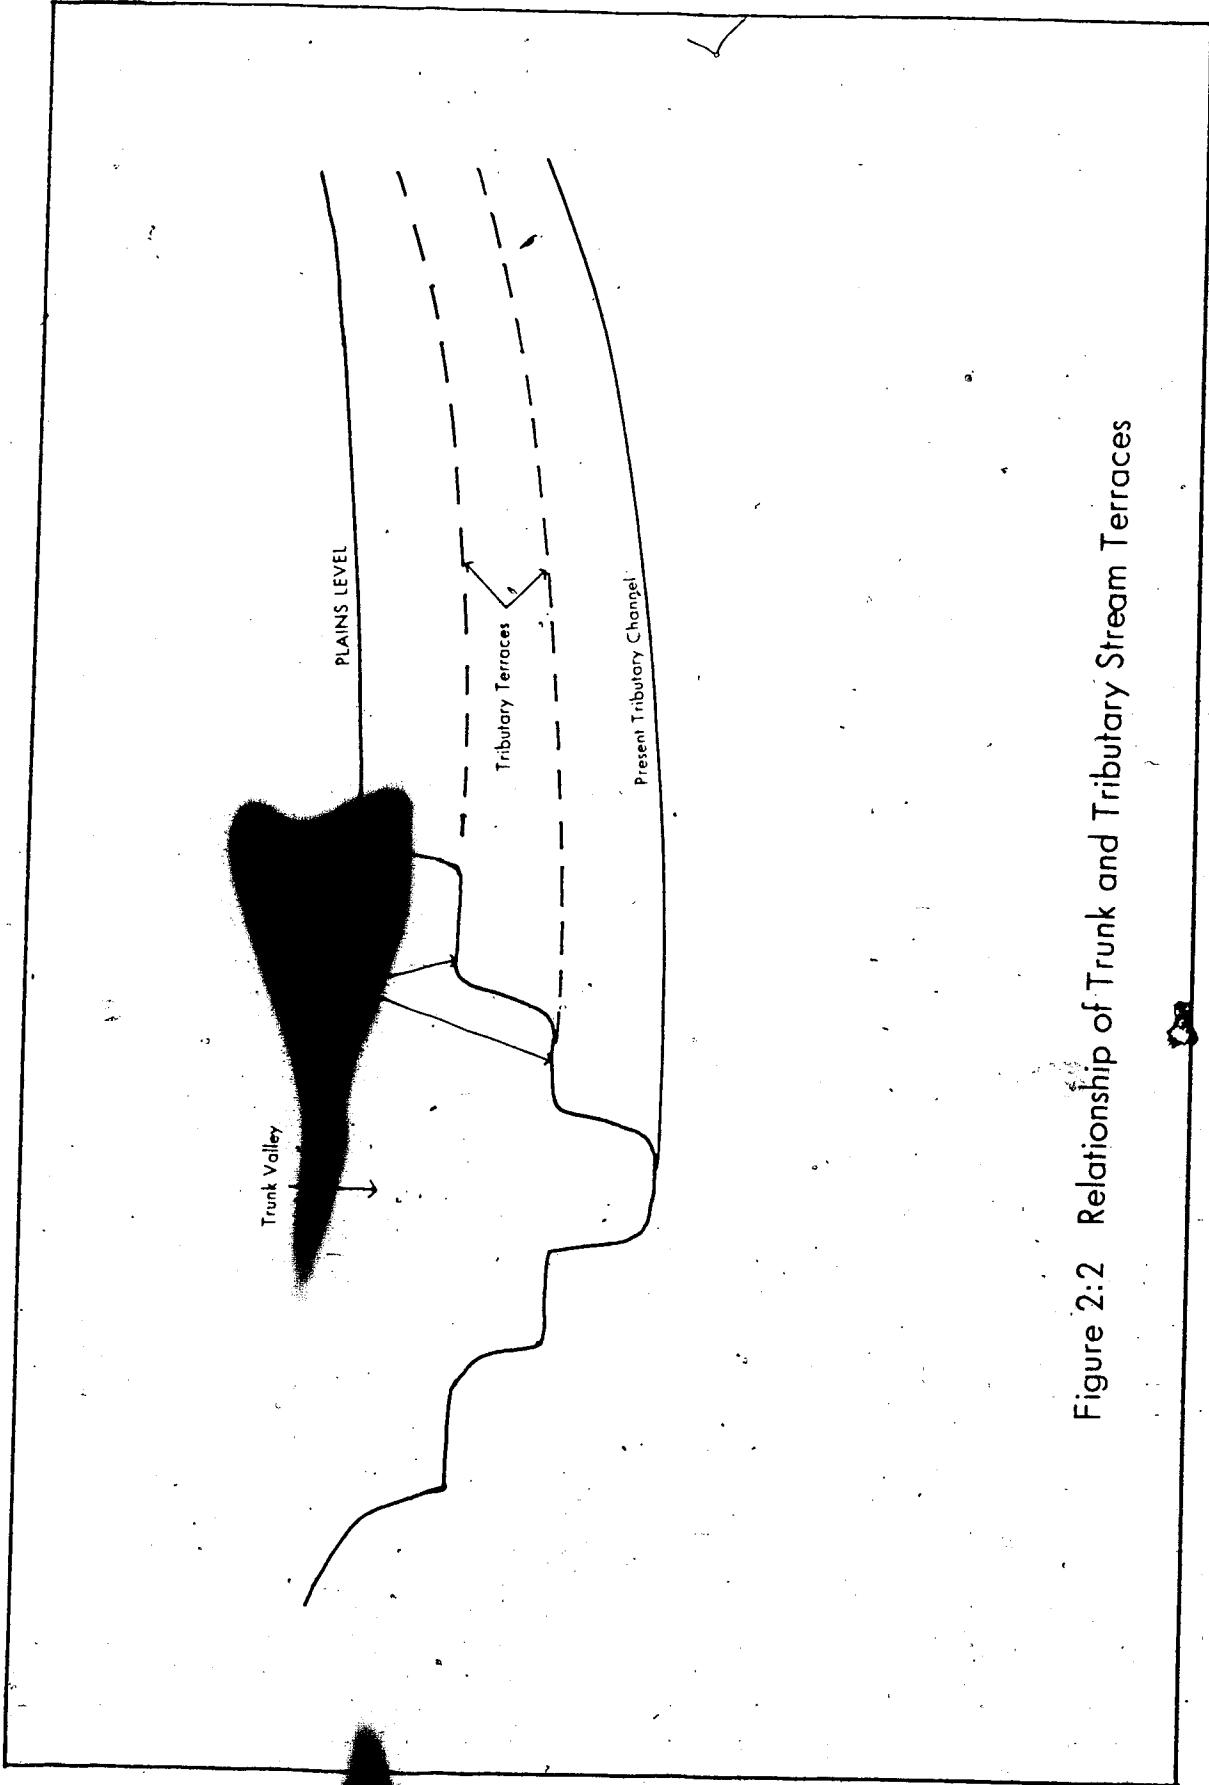 Trunk Valley
PLAINS LEVEL
Tributary Terraces
Present Tributary Channel
Figure 2:2 Relationship of Trunk and Tributary Stream Terraces